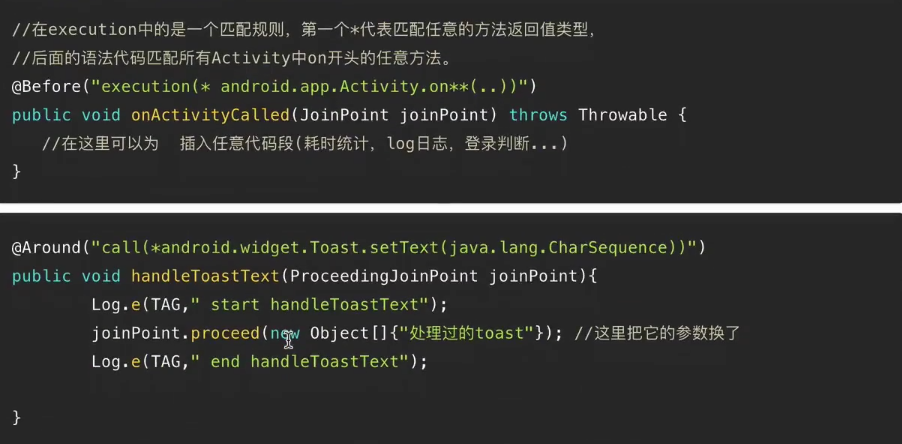 //在execution中的是一个匹配规则，第一个*代表匹配任意的方法返回值类型，
//后面的语法代码匹配所有Activity中on开头的任意方法。
@Before("execution(* android.app.Activity.on**(..))")
public void onActivityCalled(JoinPoint joinPoint) throws Throwable {
   //在这里可以为  插入任意代码段(耗时统计，log日志，登录判断...)
}
@Around("call(*android.widget.Toast.setText(java.lang.CharSequence))")
public void handleToastText(ProceedingJoinPoint joinPoint){
        Log.e(TAG," start handleToastText");
        joinPoint.proceed(new Object[]{"处理过的toast"}); //这里把它的参数换了
        Log.e(TAG," end handleToastText");
}